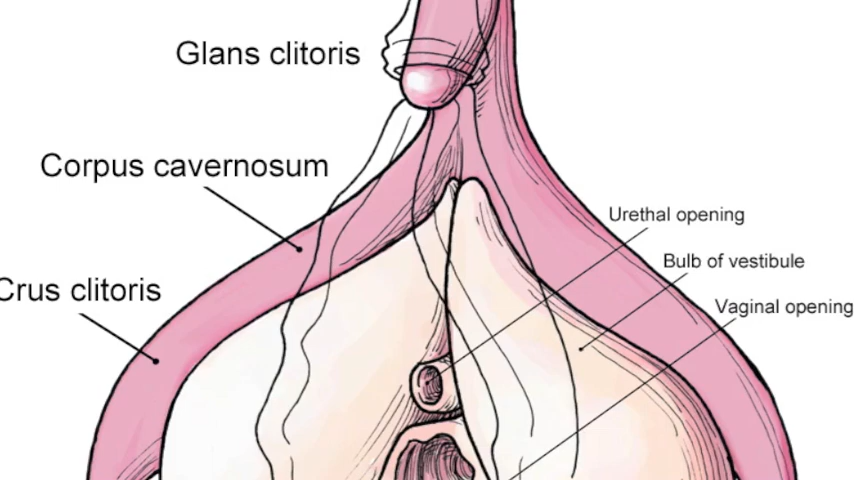 Glans clitoris
Corpus cavernosum
Urethal opening
Bulb of vestibule
Crus clitoris
Vaginal opening